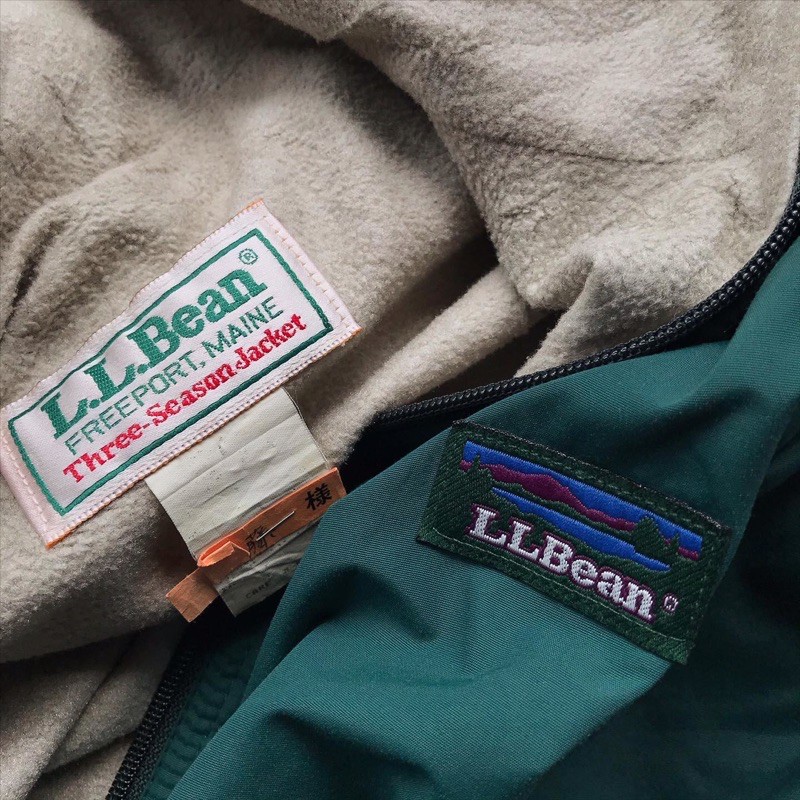 L.L.Bean®
FREEPORT, MAINE
Three-Season Jacket
様
LLBean®